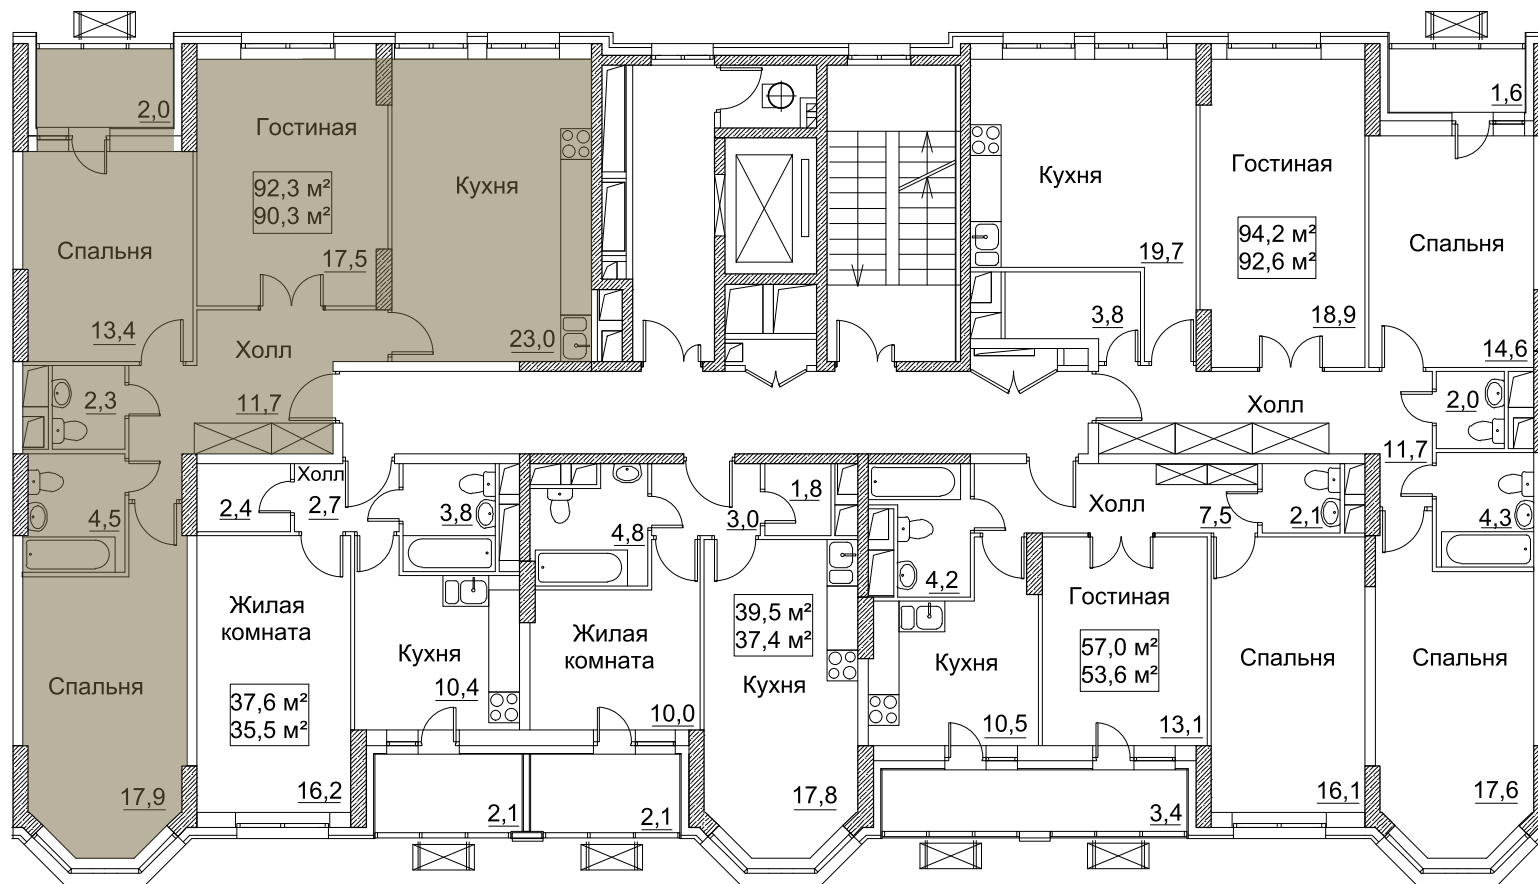 2,0
Гостиная
92,3 м²
90,3 м²
17,5
Кухня
23,0
Спальня
13,4
Холл
11,7
2,3
4,5
Спальня
17,9
Кухня
19,7
3,8
Гостиная
94,2 м²
92,6 м²
18,9
1,6
Спальня
14,6
Холл
11,7
2,0
4,3
Спальня
17,6
Холл
2,4
2,7
3,8
Жилая
комната
37,6 м²
35,5 м²
16,2
Кухня
10,4
2,1
4,8
3,0
1,8
Жилая
комната
10,0
2,1
39,5 м²
37,4 м²
Кухня
17,8
4,2
Холл
7,5
2,1
Кухня
10,5
Гостиная
57,0 м²
53,6 м²
13,1
Спальня
16,1
3,4